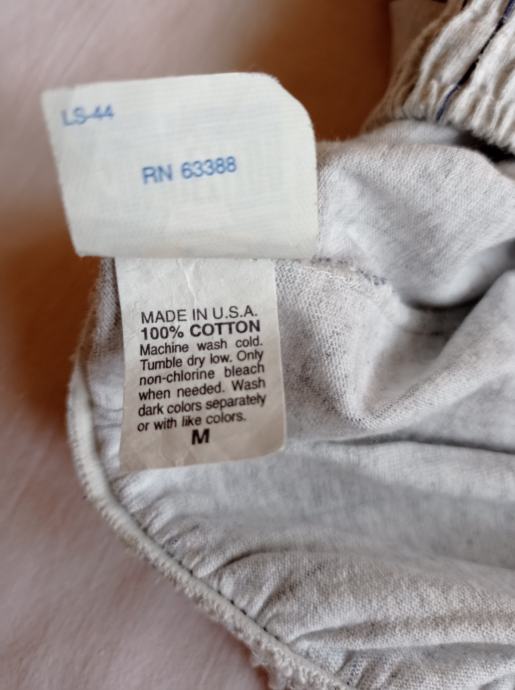 LS-44
RN 63388
MADE IN U.S.A.
100% COTTON
Machine wash cold.
Tumble dry low. Only
non-chlorine bleach
when needed. Wash
dark colors separately
or with like colors.
M